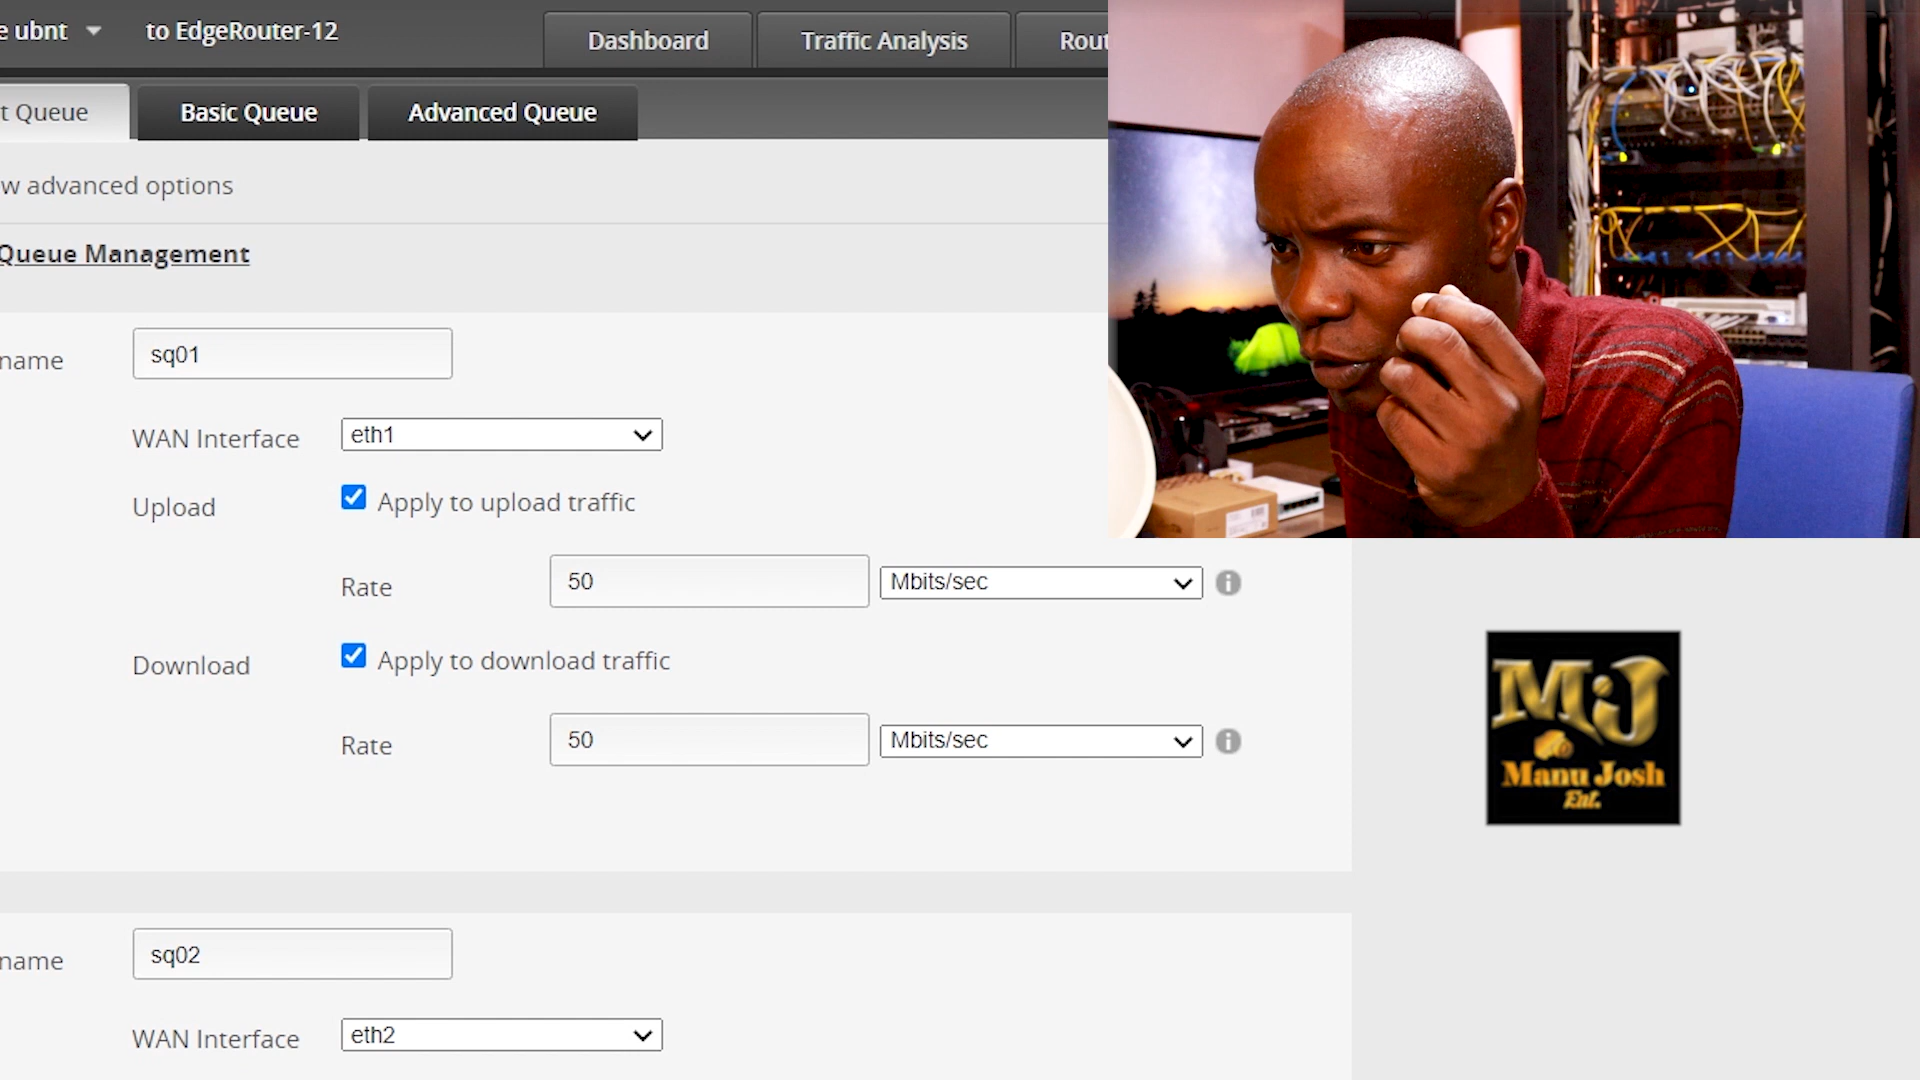 e ubnt
to EdgeRouter-12
Dashboard
Traffic Analysis
Rout
t Queue
Basic Queue
Advanced Queue
w advanced options
Queue Management
name
sq01
WAN Interface
eth1
Upload
Apply to upload traffic
Rate
50
Mbits/sec
Download
Apply to download traffic
Rate
50
Mbits/sec
MJ
Manu Josh
Ent.
name
sq02
WAN Interface
eth2